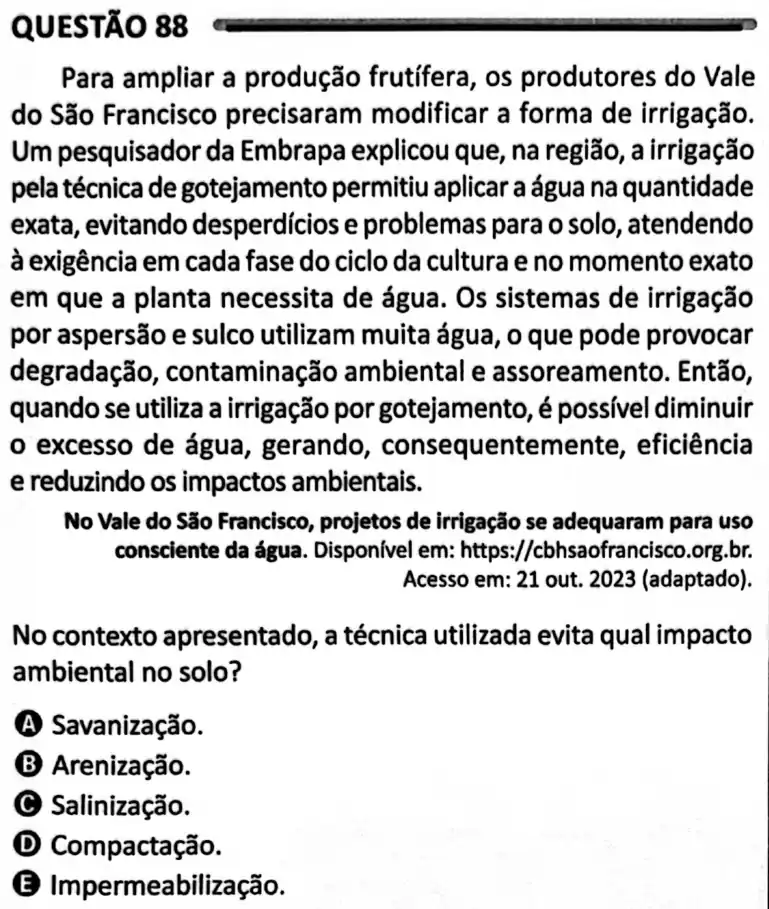 QUESTÃO 88
Para ampliar a produção frutífera, os produtores do Vale
do São Francisco precisaram modificar a forma de irrigação.
Um pesquisador da Embrapa explicou que, na região, a irrigação
pela técnica de gotejamento permitiu aplicar a água na quantidade
exata, evitando desperdícios e problemas para o solo, atendendo
à exigência em cada fase do ciclo da cultura e no momento exato
em que a planta necessita de água. Os sistemas de irrigação
por aspersão e sulco utilizam muita água, o que pode provocar
degradação, contaminação ambiental e assoreamento. Então,
quando se utiliza a irrigação por gotejamento, é possível diminuir
o excesso de água, gerando, consequentemente, eficiência
e reduzindo os impactos ambientais.
No Vale do São Francisco, projetos de irrigação se adequaram para uso
consciente da água. Disponível em: https://cbhsaofrancisco.org.br.
Acesso em: 21 out. 2023 (adaptado).
No contexto apresentado, a técnica utilizada evita qual impacto
ambiental no solo?
A Savanização.
B Arenização.
C Salinização.
D Compactação.
E Impermeabilização.